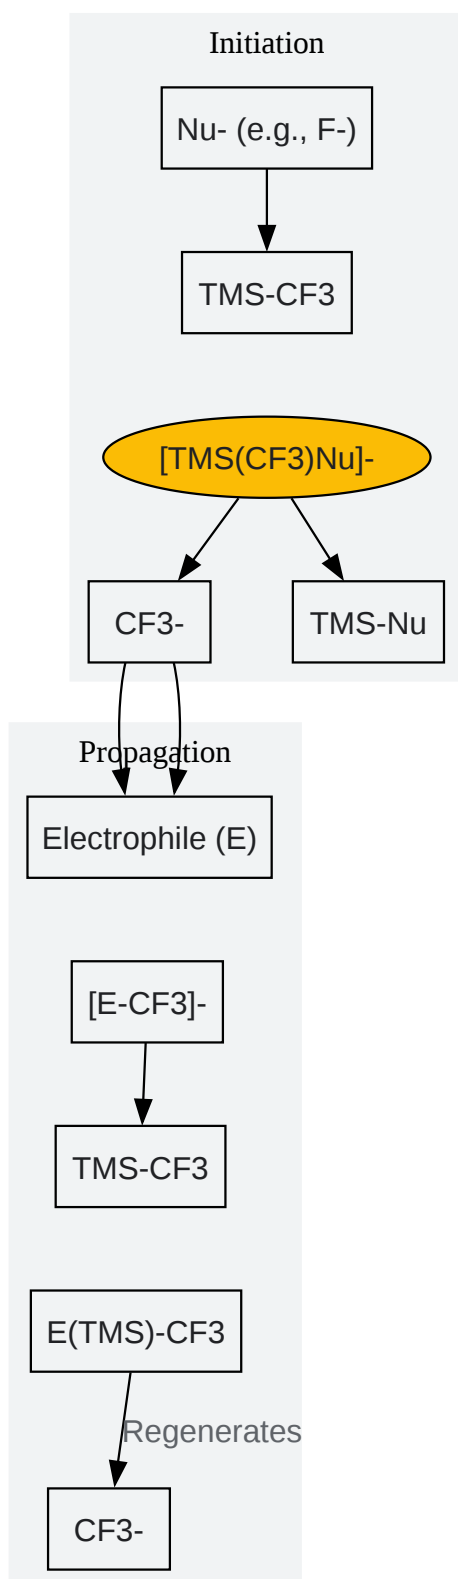 Initiation
Nu- (e.g., F-)
TMS-CF3
[TMS(CF3)Nu]-
CF3-
TMS-Nu
Propagation
Electrophile (E)
[E-CF3]-
TMS-CF3
E(TMS)-CF3
Regenerates
CF3-